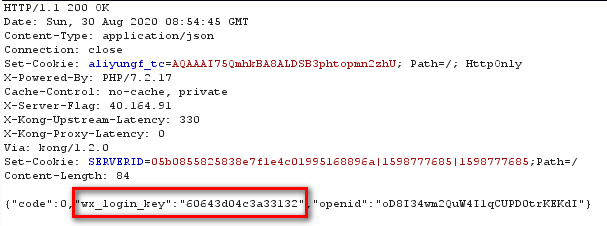 HTTP/1.1 200 OK
Date: Sun, 30 Aug 2020 08:54:45 GMT
Content-Type: application/json
Connection: close
Set-Cookie: aliyungf_tc=AQAAAI75QmhkBA8ALDSB3phtopmn2zhU; Path=/; HttpOnly
X-Powered-By: PHP/7.2.17
Cache-Control: no-cache, private
X-Server-Flag: 40.164.91
X-Kong-Upstream-Latency: 330
X-Kong-Proxy-Latency: 0
Via: kong/1.2.0
Set-Cookie: SERVERID=05b0855825838e7f1e4c01995168896a|1598777685|1598777685;Path=/
Content-Length: 84
{"code":0,"wx_login_key":"60643d04c3a33132","openid":"oD8I34wm2QuW4I1qCUPD0trKEKdI"}